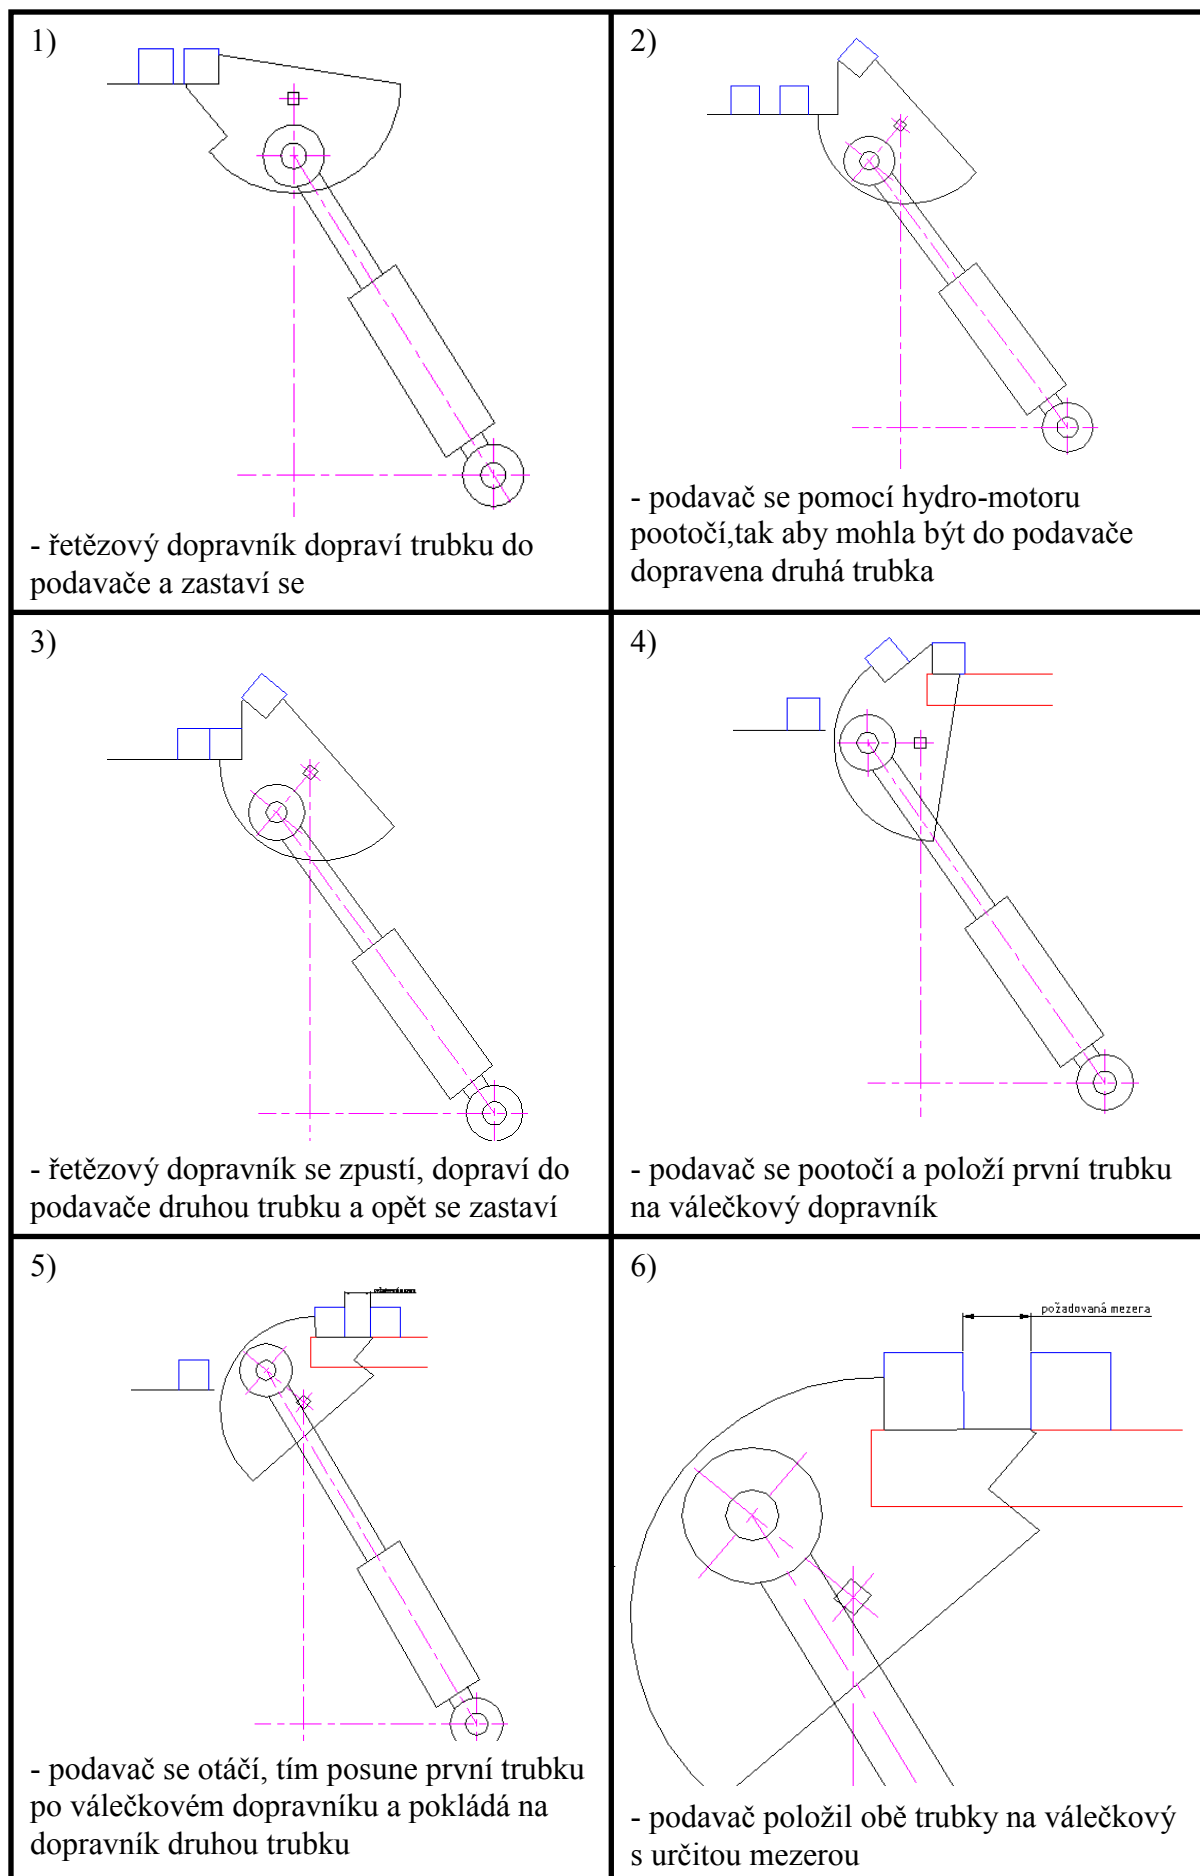 1)
- řetězový dopravník dopraví trubku do
podavače a zastaví se
2)
- podavač se pomocí hydro-motoru
pootočí,tak aby mohla být do podavače
dopravena druhá trubka
3)
- řetězový dopravník se zpustí, dopraví do
podavače druhou trubku a opět se zastaví
4)
- podavač se pootočí a položí první trubku
na válečkový dopravník
5)
- podavač se otáčí, tím posune první trubku
po válečkovém dopravníku a pokládá na
dopravník druhou trubku
6)
požadovaná mezera
- podavač položil obě trubky na válečkový
s určitou mezerou